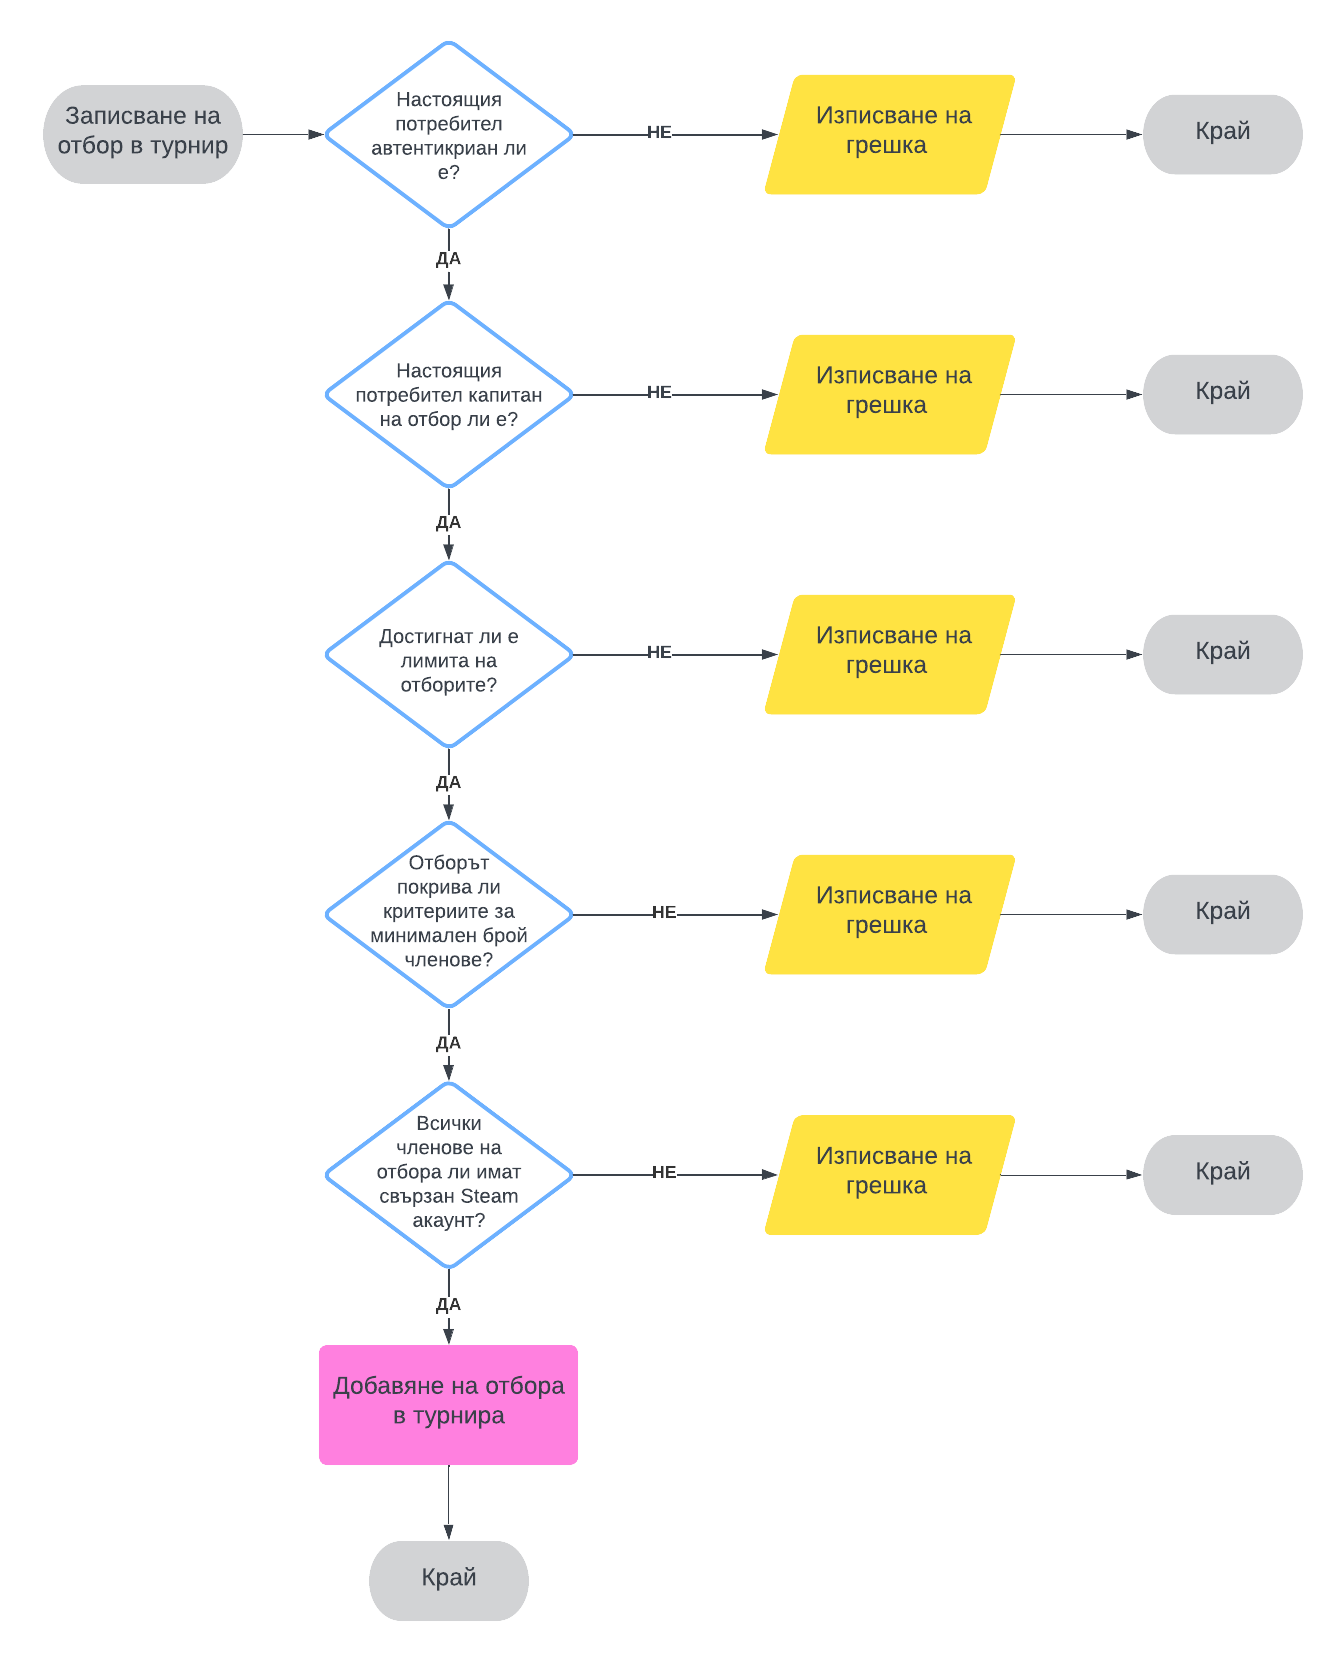 Записване на
отбор в турнир
Настоящия
потребител
автентикриан ли
е?
НЕ
Изписване на
грешка
Край
ДА
Настоящия
потребител капитан
на отбор ли е?
НЕ
Изписване на
грешка
Край
ДА
Достигнат ли е
лимита на
отборите?
НЕ
Изписване на
грешка
Край
ДА
Отборът
покрива ли
критериите за
минимален брой
членове?
НЕ
Изписване на
грешка
Край
ДА
Всички
членове на
отбора ли имат
свързан Steam
акаунт?
НЕ
Изписване на
грешка
Край
ДА
Добавяне на отбора
в турнира
Край